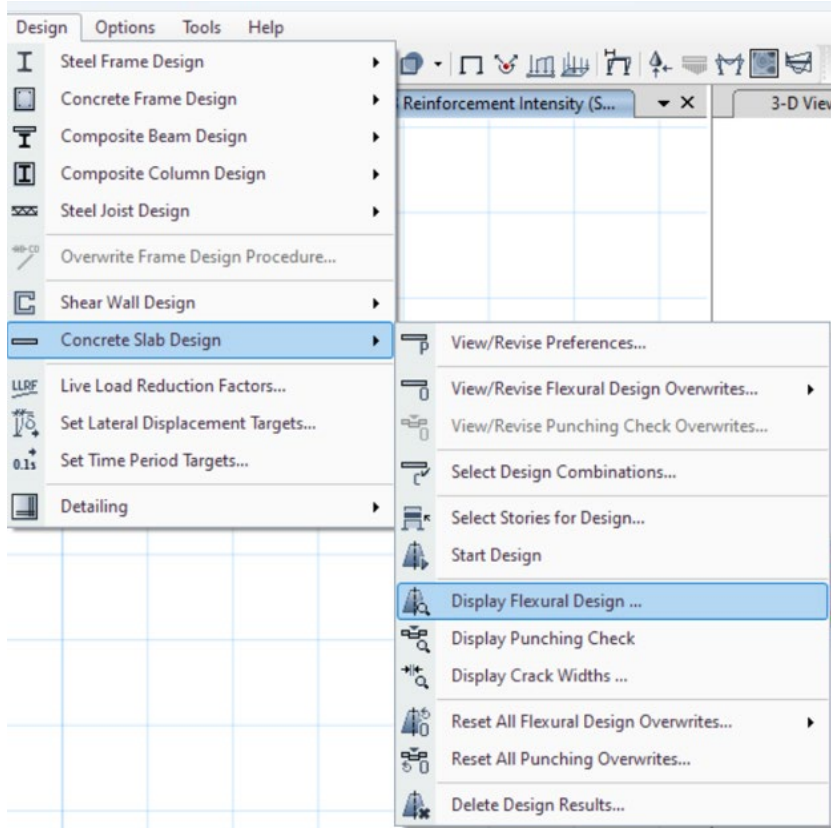 Design Options Tools Help
Steel Frame Design
Concrete Frame Design
Composite Beam Design
Composite Column Design
Steel Joist Design
Overwrite Frame Design Procedure...
Shear Wall Design
Concrete Slab Design
LLRF Live Load Reduction Factors...
Set Lateral Displacement Targets...
0.1s Set Time Period Targets...
Detailing
Reinforcement Intensity (S...
3-D View
View/Revise Preferences...
View/Revise Flexural Design Overwrites...
View/Revise Punching Check Overwrites...
Select Design Combinations...
Select Stories for Design...
Start Design
Display Flexural Design ...
Display Punching Check
Display Crack Widths ...
Reset All Flexural Design Overwrites...
Reset All Punching Overwrites...
Delete Design Results...